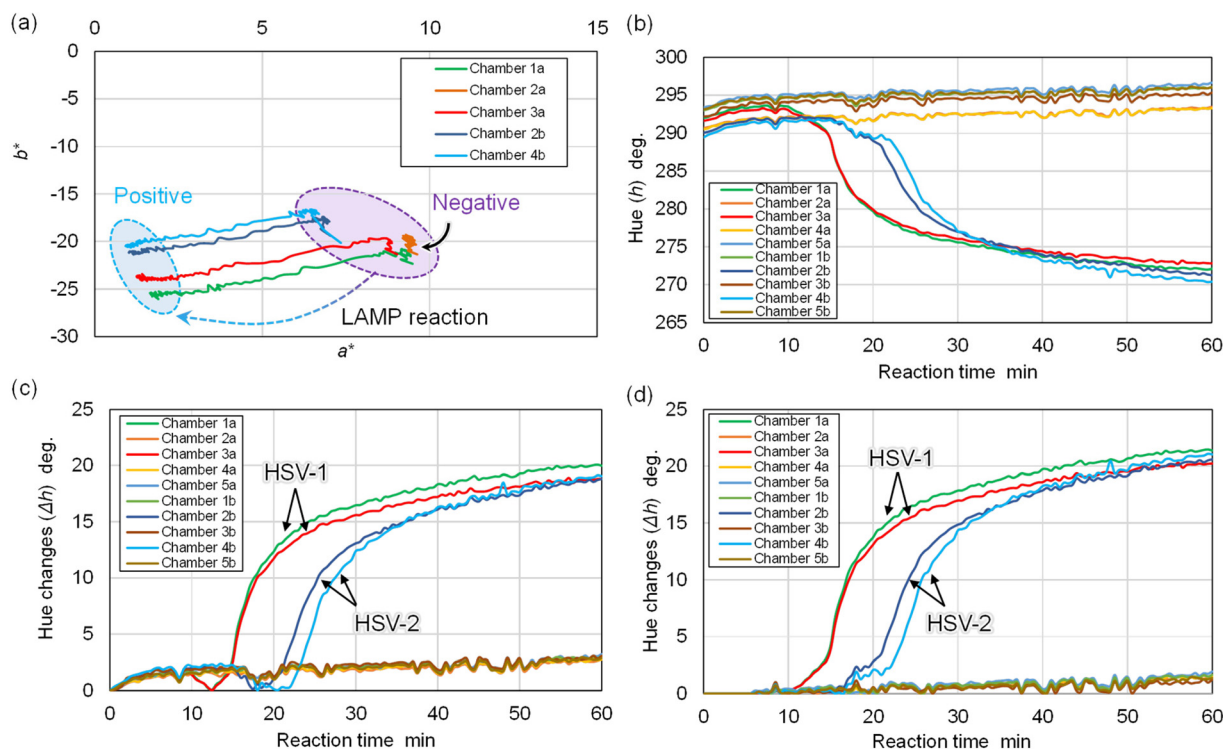 (a)
0 5 10 15
0
-5
-10
-15
-20
-25
-30
b*
a*
Chamber 1a
Chamber 2a
Chamber 3a
Chamber 2b
Chamber 4b
Positive
Negative
LAMP reaction
(b)
300
295
290
285
280
275
270
265
Hue (h) deg.
Chamber 1a
Chamber 2a
Chamber 3a
Chamber 4a
Chamber 5a
Chamber 1b
Chamber 2b
Chamber 3b
Chamber 4b
Chamber 5b
0 10 20 30 40 50 60
Reaction time min
(c)
25
20
15
10
5
0
Hue changes (Δh) deg.
Chamber 1a
Chamber 2a
Chamber 3a
Chamber 4a
Chamber 5a
Chamber 1b
Chamber 2b
Chamber 3b
Chamber 4b
Chamber 5b
HSV-1
HSV-2
0 10 20 30 40 50 60
Reaction time min
(d)
25
20
15
10
5
0
Hue changes (Δh) deg.
Chamber 1a
Chamber 2a
Chamber 3a
Chamber 4a
Chamber 5a
Chamber 1b
Chamber 2b
Chamber 3b
Chamber 4b
Chamber 5b
HSV-1
HSV-2
0 10 20 30 40 50 60
Reaction time min